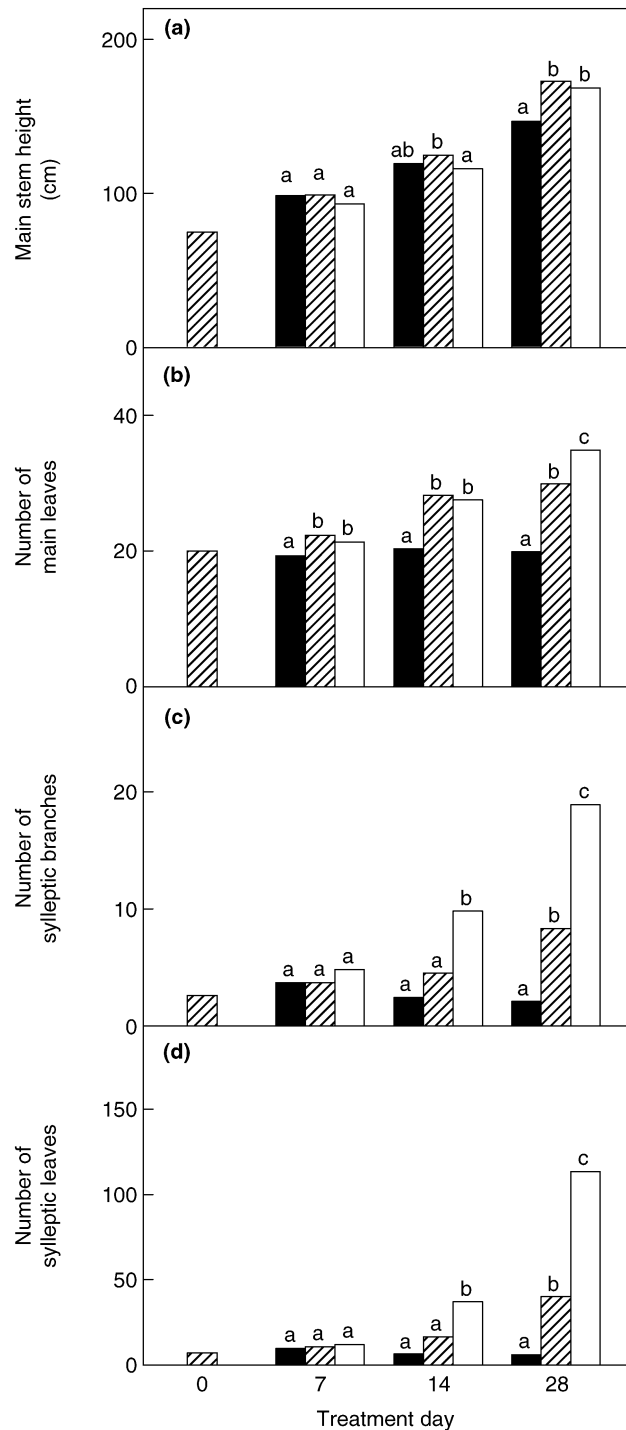 (a)
200
100
0
Main stem height
(cm)
a a a
ab b a
a b b
(b)
40
20
0
Number of
main leaves
a b b
a b b
a b c
(c)
20
10
0
Number of
sylleptic branches
a a a
a a b
a b c
(d)
150
100
50
0
Number of
sylleptic leaves
a a a
a a b
a b c
0 7 14 28
Treatment day